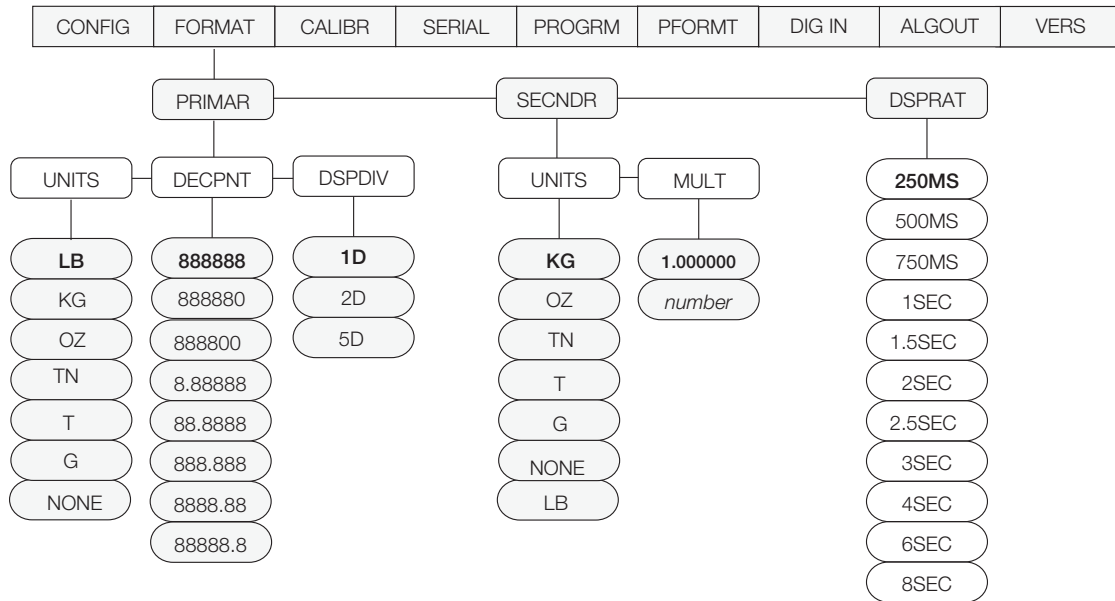 CONFIG FORMAT CALIBR SERIAL PROGRM PFORMT DIG IN ALGOUT VERS
PRIMAR SECNDR DSPRAT
UNITS DECPNT DSPDIV UNITS MULT
LB 888888 1D KG 1.000000 250MS
KG 888880 2D OZ number 500MS
OZ 888800 5D TN 750MS
TN 8.88888 T 1SEC
T 88.8888 G 1.5SEC
G 888.888 NONE 2SEC
NONE 8888.88 LB 2.5SEC
88888.8 3SEC
4SEC
6SEC
8SEC